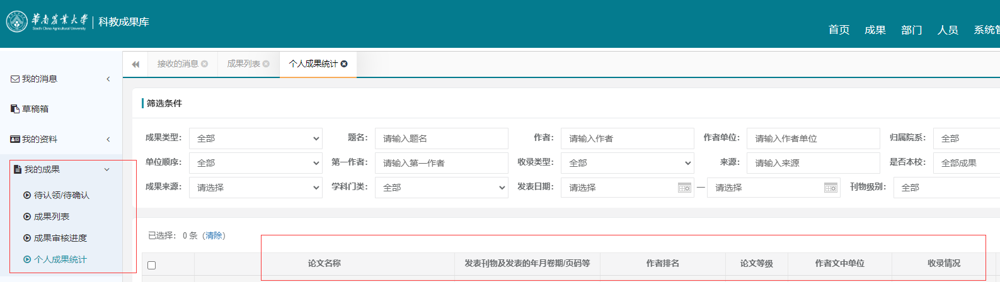 華南農業大學
South China Agricultural University
科教成果库
首页 成果 部门 人员 系统管
接收的消息 成果列表 个人成果统计
我的消息
草稿箱
我的资料
我的成果
待认领/待确认
成果列表
成果审核进度
个人成果统计
筛选条件
成果类型： 全部 题名： 请输入题名 作者： 请输入作者 作者单位： 请输入作者单位 归属院系： 全部
单位顺序： 全部 第一作者： 请输入第一作者 收录类型： 全部 来源： 请输入来源 是否本校： 全部成果
成果来源： 请选择 学科门类： 全部 发表日期： 请选择 — 请选择 刊物级别： 全部
已选择： 0 条（清除）
论文名称 发表刊物及发表的年月卷期/页码等 作者排名 论文等级 作者文中单位 收录情况